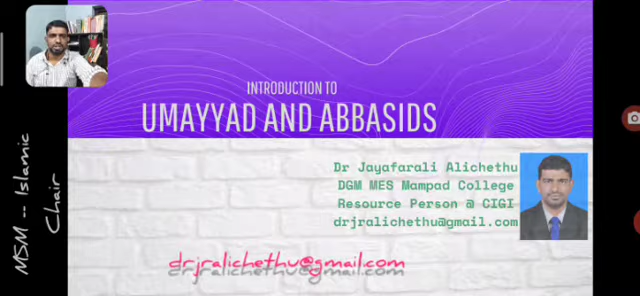 INTRODUCTION TO
UMAYYAD AND ABBASIDS
Dr Jayafarali Alichethu
DGM MES Mampad College
Resource Person @ CIGI
drjralichethu@gmail.com
drjralichethu@gmail.com
MSM -- Islamic
Chair